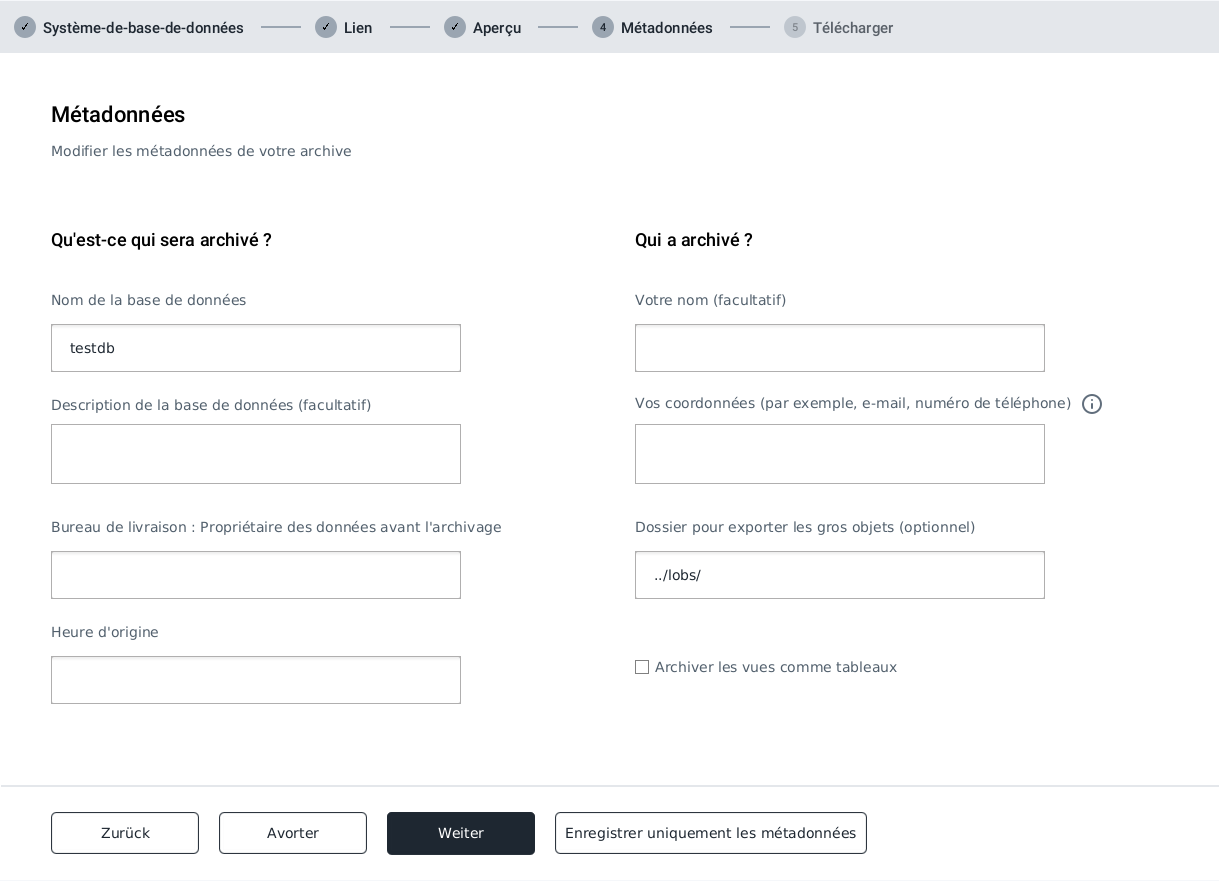 ✓ Système-de-base-de-données ✓ Lien ✓ Aperçu 4 Métadonnées 5 Télécharger
Métadonnées
Modifier les métadonnées de votre archive
Qu'est-ce qui sera archivé ?
Nom de la base de données
testdb
Description de la base de données (facultatif)
Bureau de livraison : Propriétaire des données avant l'archivage
Heure d'origine
Qui a archivé ?
Votre nom (facultatif)
Vos coordonnées (par exemple, e-mail, numéro de téléphone)
Dossier pour exporter les gros objets (optionnel)
../lobs/
Archiver les vues comme tableaux
Zurück Avorter Weiter Enregistrer uniquement les métadonnées